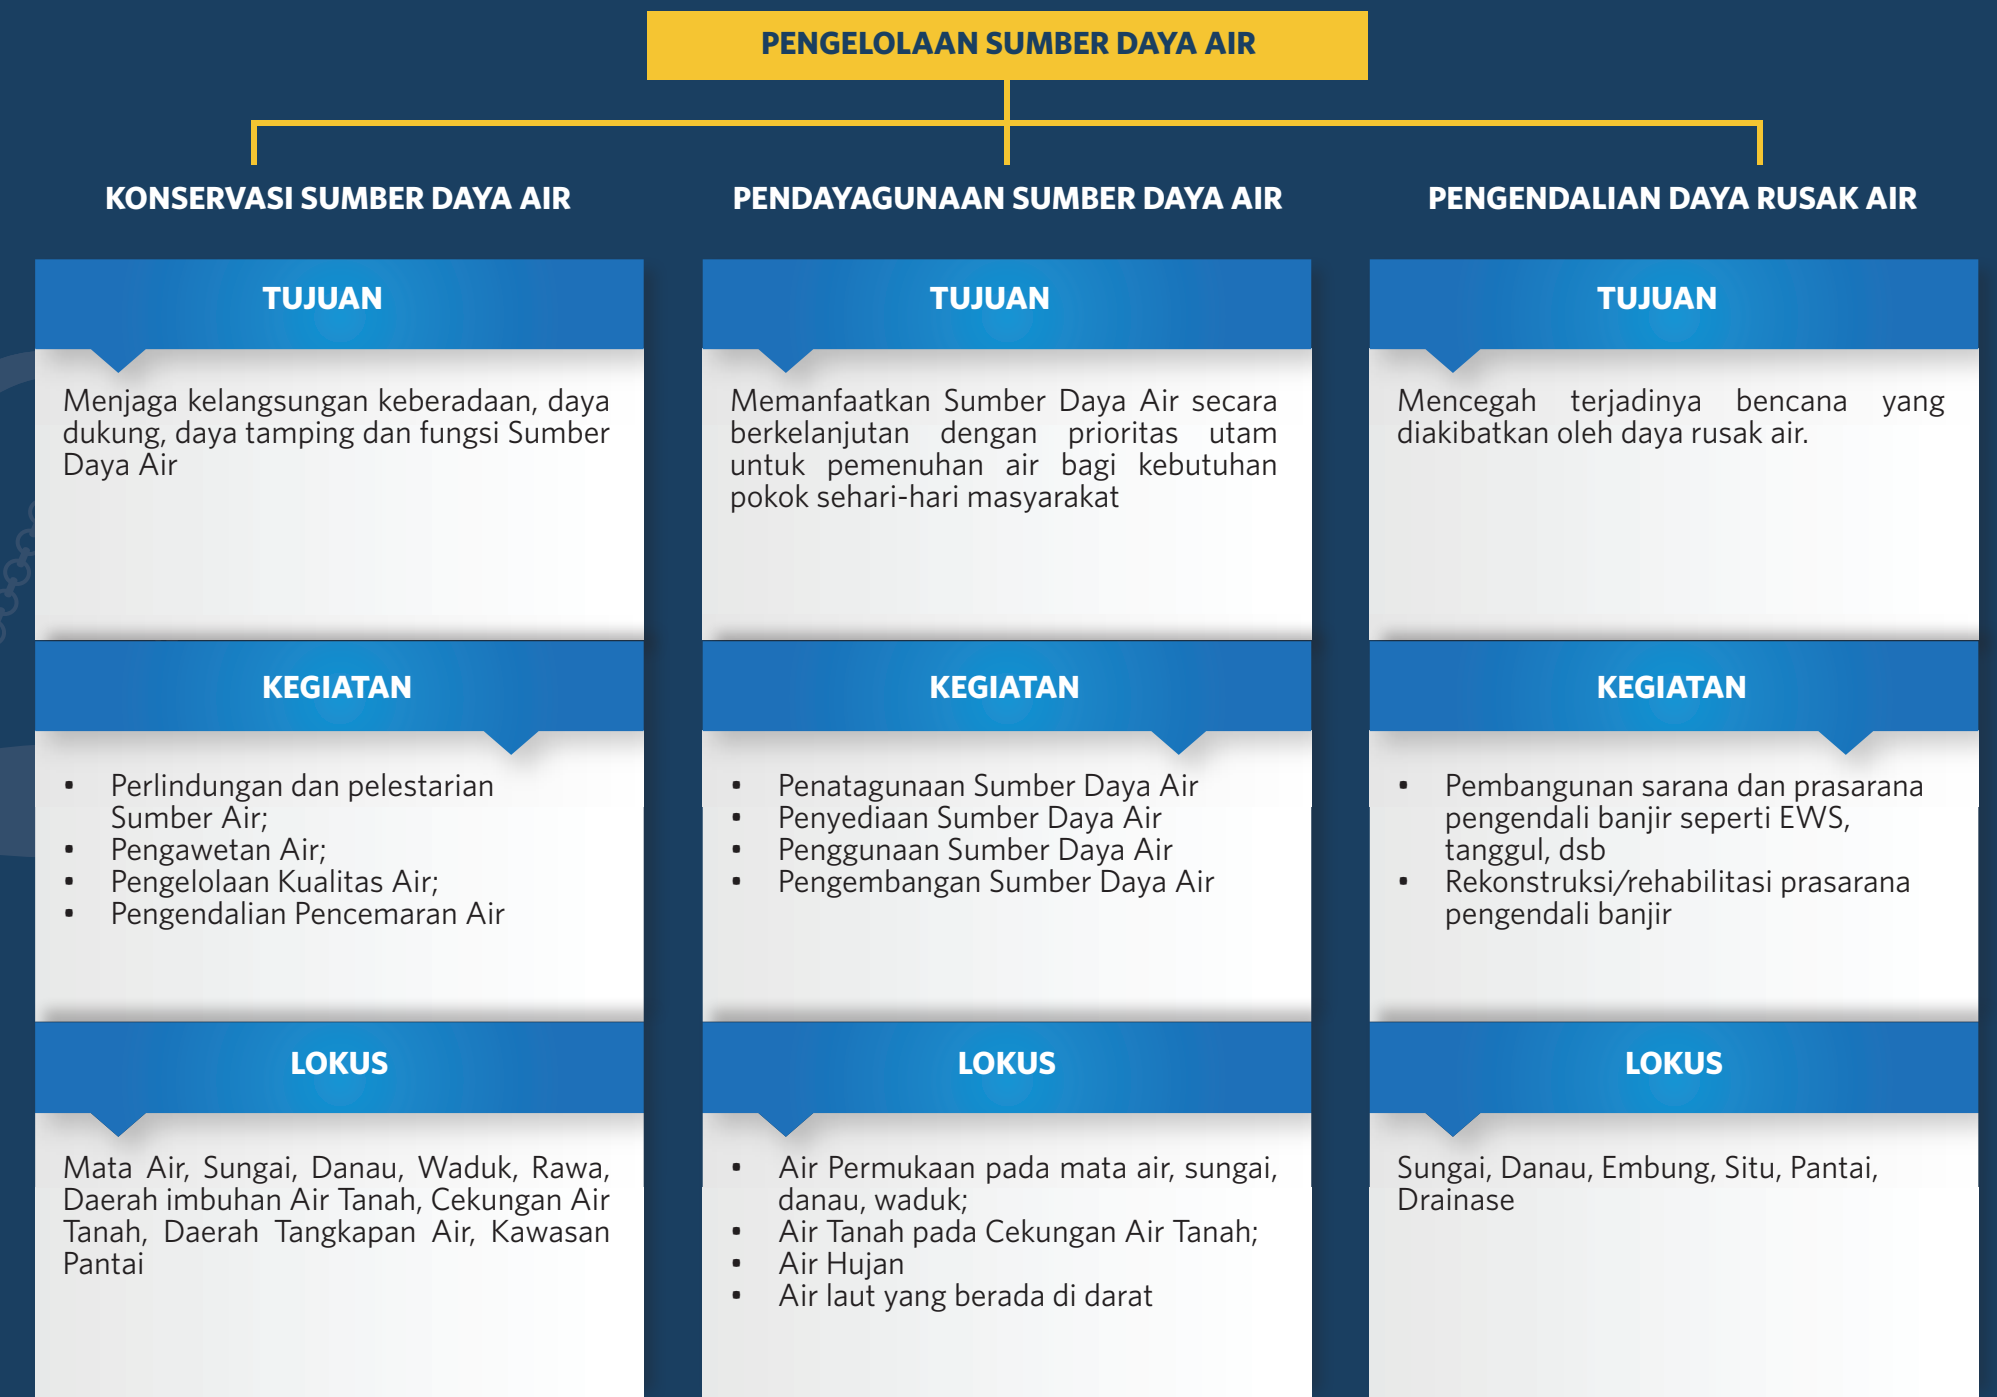 PENGELOLAAN SUMBER DAYA AIR
KONSERVASI SUMBER DAYA AIR
TUJUAN
Menjaga kelangsungan keberadaan, daya
dukung, daya tamping dan fungsi Sumber
Daya Air
KEGIATAN
• Perlindungan dan pelestarian
Sumber Air;
• Pengawetan Air;
• Pengelolaan Kualitas Air;
• Pengendalian Pencemaran Air
LOKUS
Mata Air, Sungai, Danau, Waduk, Rawa,
Daerah imbuhan Air Tanah, Cekungan Air
Tanah, Daerah Tangkapan Air, Kawasan
Pantai
PENDAYAGUNAAN SUMBER DAYA AIR
TUJUAN
Memanfaatkan Sumber Daya Air secara
berkelanjutan dengan prioritas utam
untuk pemenuhan air bagi kebutuhan
pokok sehari-hari masyarakat
KEGIATAN
• Penatagunaan Sumber Daya Air
• Penyediaan Sumber Daya Air
• Penggunaan Sumber Daya Air
• Pengembangan Sumber Daya Air
LOKUS
• Air Permukaan pada mata air, sungai,
danau, waduk;
• Air Tanah pada Cekungan Air Tanah;
• Air Hujan
• Air laut yang berada di darat
PENGENDALIAN DAYA RUSAK AIR
TUJUAN
Mencegah terjadinya bencana yang
diakibatkan oleh daya rusak air.
KEGIATAN
• Pembangunan sarana dan prasarana
pengendali banjir seperti EWS,
tanggul, dsb
• Rekonstruksi/rehabilitasi prasarana
pengendali banjir
LOKUS
Sungai, Danau, Embung, Situ, Pantai,
Drainase